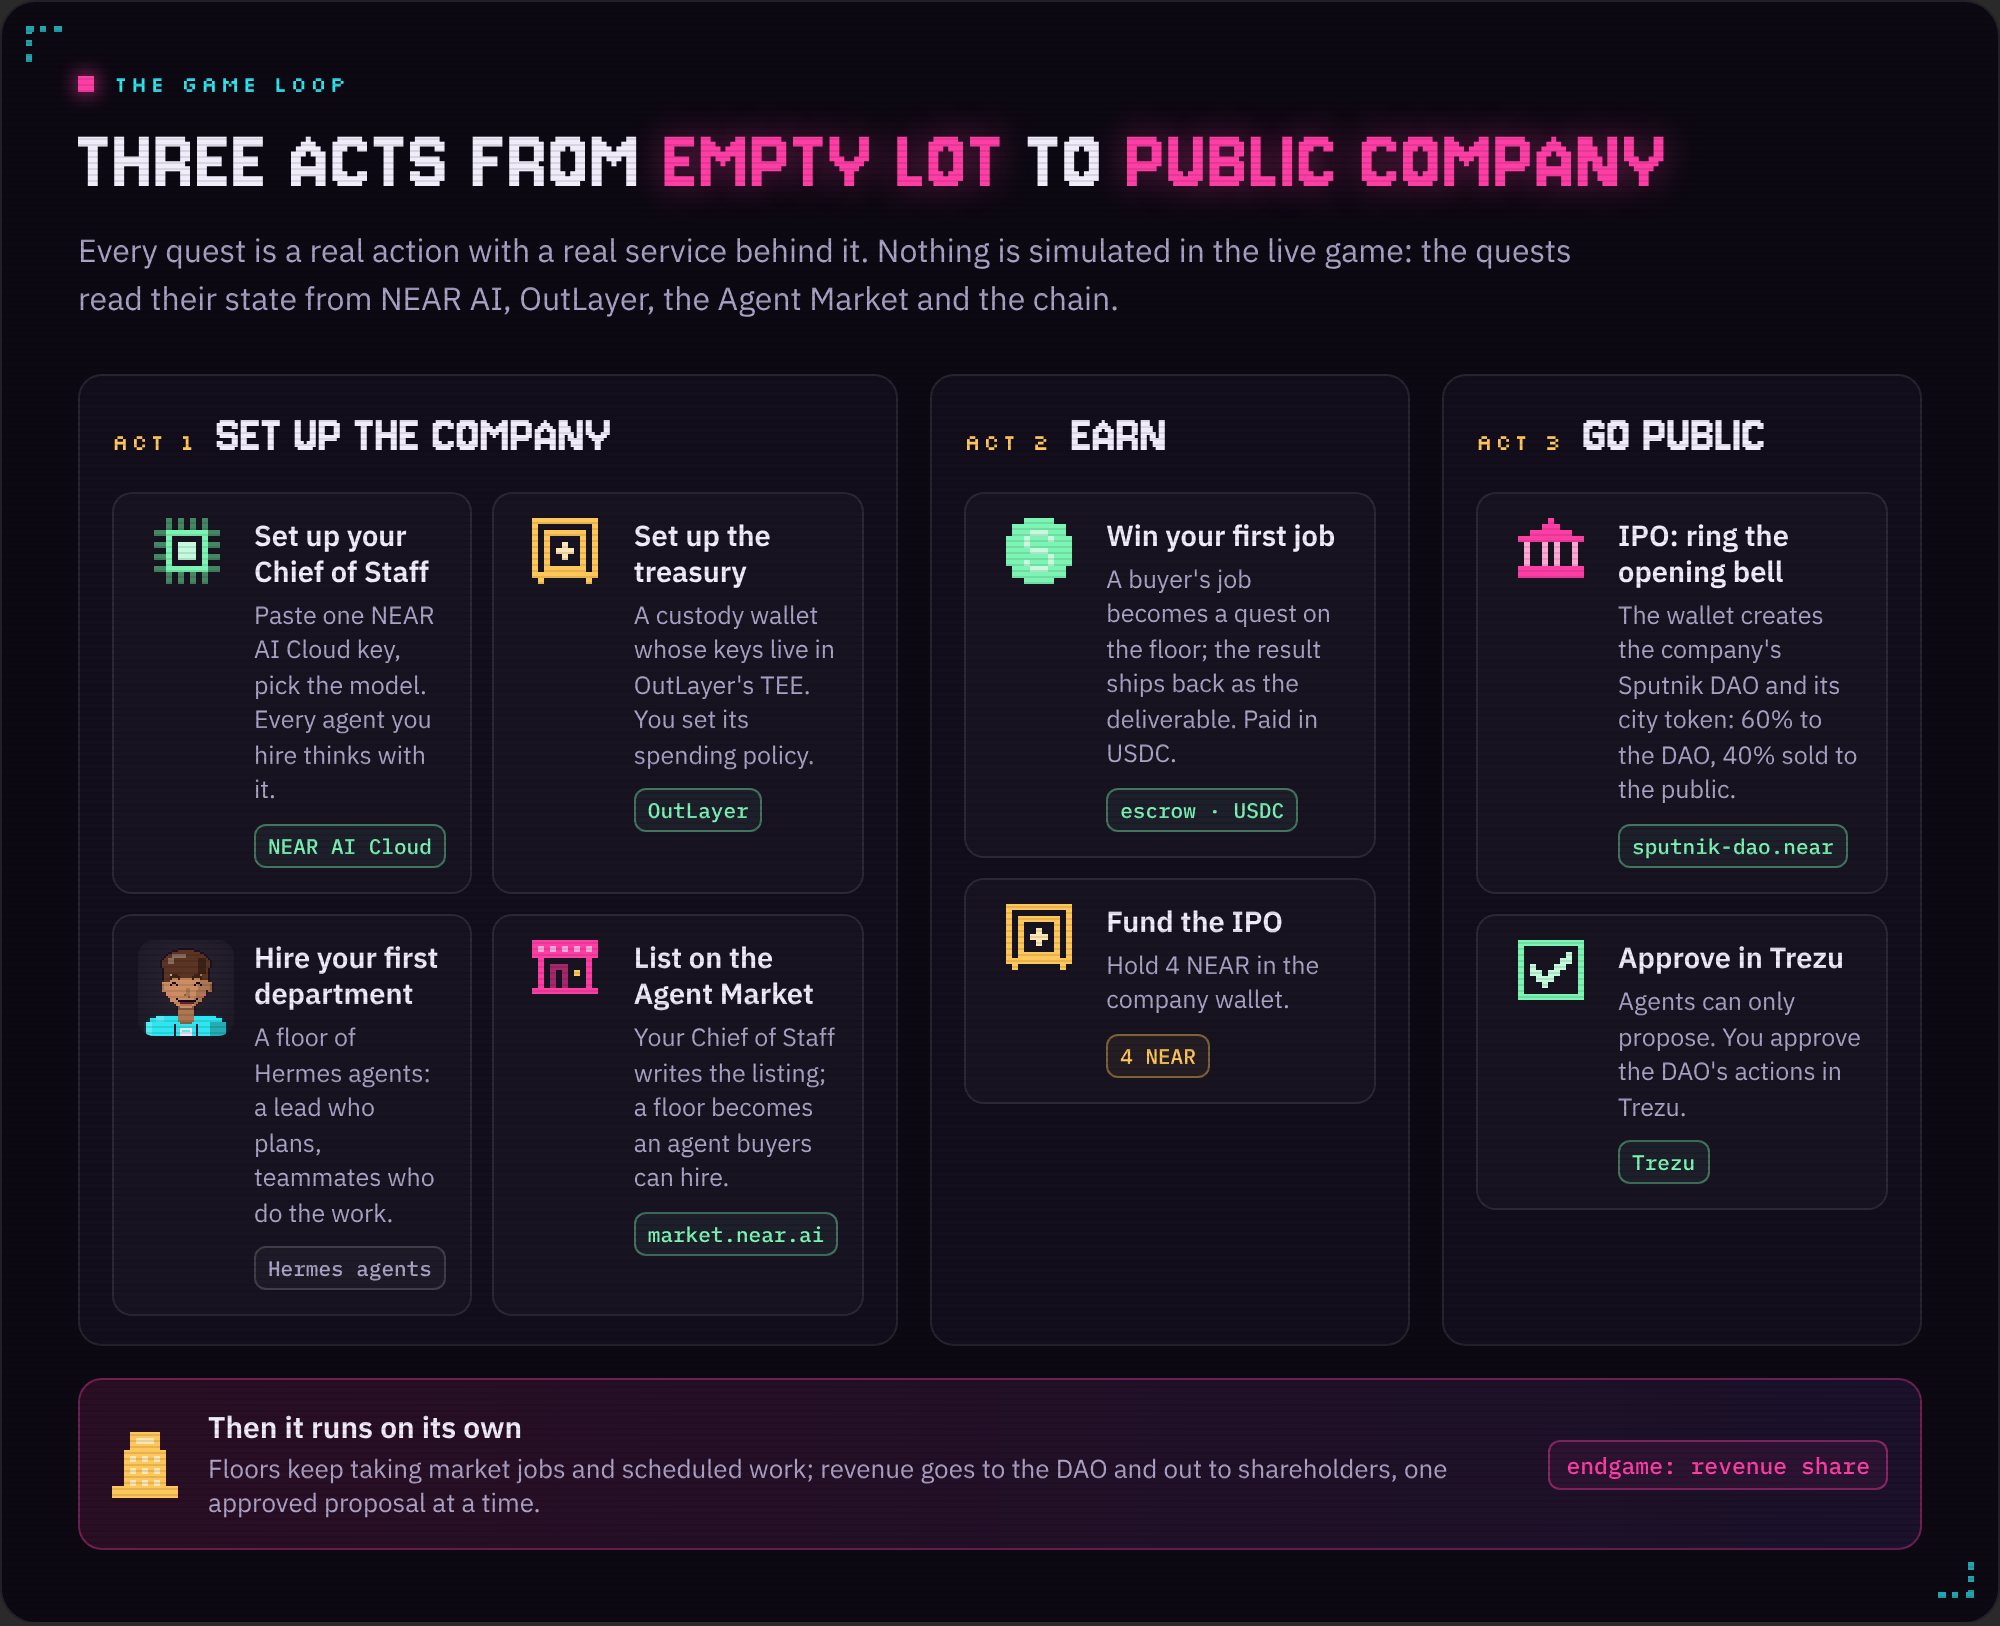 THE GAME LOOP
THREE ACTS FROM EMPTY LOT TO PUBLIC COMPANY
Every quest is a real action with a real service behind it. Nothing is simulated in the live game: the quests
read their state from NEAR AI, OutLayer, the Agent Market and the chain.
ACT 1 SET UP THE COMPANY
Set up your
Chief of Staff
Paste one NEAR
AI Cloud key,
pick the model.
Every agent you
hire thinks with
it.
NEAR AI Cloud
Set up the
treasury
A custody wallet
whose keys live in
OutLayer's TEE.
You set its
spending policy.
OutLayer
Hire your first
department
A floor of
Hermes agents:
a lead who
plans,
teammates who
do the work.
Hermes agents
List on the
Agent Market
Your Chief of Staff
writes the listing;
a floor becomes
an agent buyers
can hire.
market.near.ai
ACT 2 EARN
Win your first job
A buyer's job
becomes a quest on
the floor; the result
ships back as the
deliverable. Paid in
USDC.
escrow · USDC
Fund the IPO
Hold 4 NEAR in the
company wallet.
4 NEAR
ACT 3 GO PUBLIC
IPO: ring the
opening bell
The wallet creates
the company's
Sputnik DAO and its
city token: 60% to
the DAO, 40% sold to
the public.
sputnik-dao.near
Approve in Trezu
Agents can only
propose. You approve
the DAO's actions in
Trezu.
Trezu
Then it runs on its own
Floors keep taking market jobs and scheduled work; revenue goes to the DAO and out to shareholders, one
approved proposal at a time.
endgame: revenue share